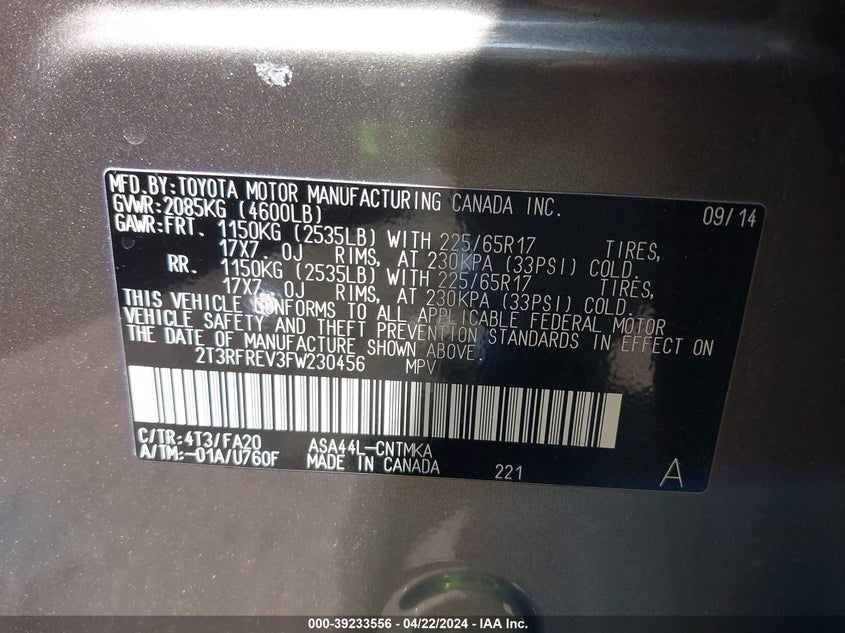 MFD.BY:TOYOTA MOTOR MANUFACTURING CANADA INC. 09/14
GVWR:2085KG (4600LB)
GAWR:FRT. 1150KG (2535LB) WITH 225/65R17 TIRES,
17X7.0J RIMS, AT 230KPA (33PSI) COLD.
RR. 1150KG (2535LB) WITH 225/65R17 TIRES,
17X7.0J RIMS, AT 230KPA (33PSI) COLD.
THIS VEHICLE CONFORMS TO ALL APPLICABLE FEDERAL MOTOR
VEHICLE SAFETY AND THEFT PREVENTION STANDARDS IN EFFECT ON
THE DATE OF MANUFACTURE SHOWN ABOVE.
2T3RFREV3FW230456 MPV
C/TR:4T3/FA20 ASA44L-CNTMKA
A/TM:-01A/U760F MADE IN CANADA 221 A
000-39233556 - 04/22/2024 - IAA Inc.